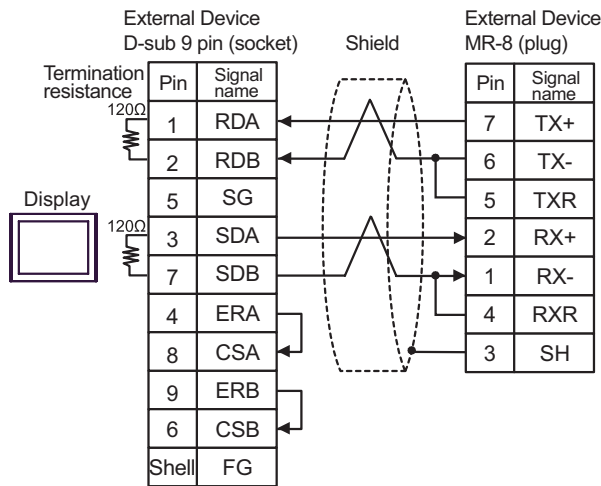 External Device
D-sub 9 pin (socket)
Shield
External Device
MR-8 (plug)
Termination
resistance
Pin
Signal
name
Pin
Signal
name
120Ω
1 RDA
7 TX+
2 RDB
6 TX-
5 SG
5 TXR
Display
120Ω
3 SDA
2 RX+
7 SDB
1 RX-
4 ERA
4 RXR
8 CSA
3 SH
9 ERB
6 CSB
Shell FG